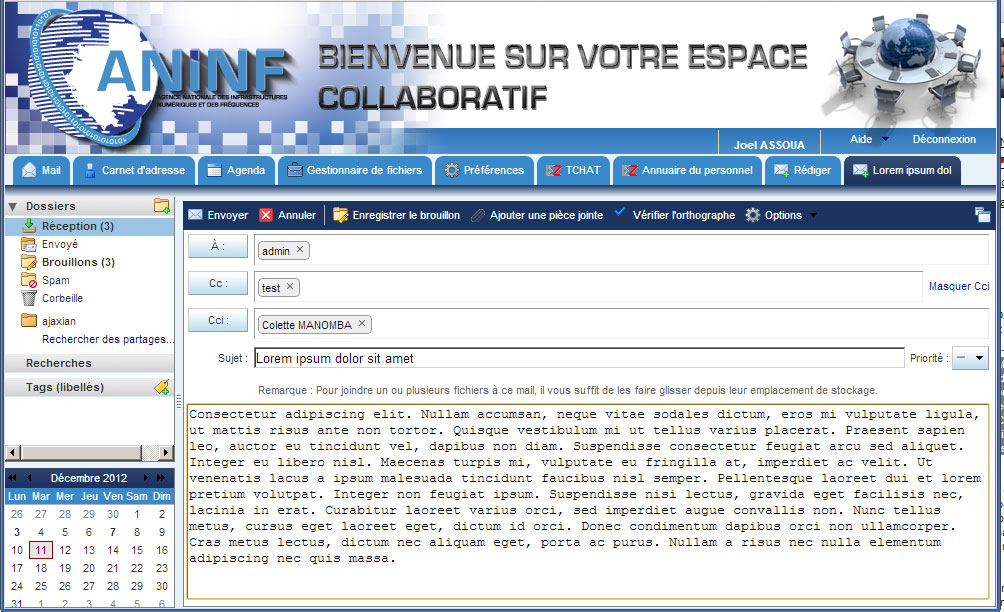 ANINF
AGENCE NATIONALE DES INFRASTRUCTURES
NUMÉRIQUES ET DES FRÉQUENCES
BIENVENUE SUR VOTRE ESPACE
COLLABORATIF
Joel ASSOUA
Aide
Déconnexion
Mail
Carnet d'adresse
Agenda
Gestionnaire de fichiers
Préférences
TCHAT
Annuaire du personnel
Rédiger
Lorem ipsum dol
Dossiers
Réception (3)
Envoyé
Brouillons (3)
Spam
Corbeille
ajaxian
Rechercher des partages...
Recherches
Tags (libellés)
Décembre 2012
Lun Mar Mer Jeu Ven Sam Dim
26 27 28 29 30 1 2
3 4 5 6 7 8 9
10 11 12 13 14 15 16
17 18 19 20 21 22 23
24 25 26 27 28 29 30
31 1 2 3 4 5 6
Envoyer
Annuler
Enregistrer le brouillon
Ajouter une pièce jointe
Vérifier l'orthographe
Options
À :
admin
Cc :
test
Masquer Cci
Cci :
Colette MANOMBA
Sujet :
Lorem ipsum dolor sit amet
Priorité :
Remarque : Pour joindre un ou plusieurs fichiers à ce mail, il vous suffit de les faire glisser depuis leur emplacement de stockage.
Consectetur adipiscing elit. Nullam accumsan, neque vitae sodales dictum, eros mi vulputate ligula,
ut mattis risus ante non tortor. Quisque vestibulum mi ut tellus varius placerat. Praesent sapien
leo, auctor eu tincidunt vel, dapibus non diam. Suspendisse consectetur feugiat arcu sed aliquet.
Integer eu libero nisl. Maecenas turpis mi, vulputate eu fringilla at, imperdiet ac velit. Ut
venenatis lacus a ipsum malesuada tincidunt faucibus nisl semper. Pellentesque laoreet dui et lorem
pretium volutpat. Integer non feugiat ipsum. Suspendisse nisi lectus, gravida eget facilisis nec,
lacinia in erat. Curabitur laoreet varius orci, sed imperdiet augue convallis non. Nunc tellus
metus, cursus eget laoreet eget, dictum id orci. Donec condimentum dapibus orci non ullamcorper.
Cras metus lectus, dictum nec aliquam eget, porta ac purus. Nullam a risus nec nulla elementum
adipiscing nec quis massa.